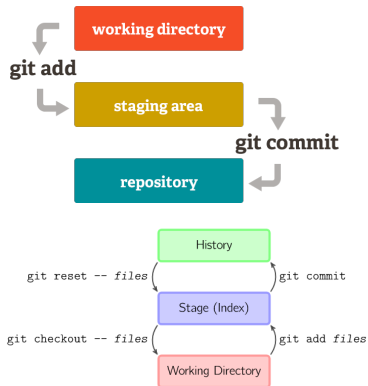 working directory
git add
staging area
git commit
repository
History
git reset -- files
git commit
Stage (Index)
git checkout -- files
git add files
Working Directory